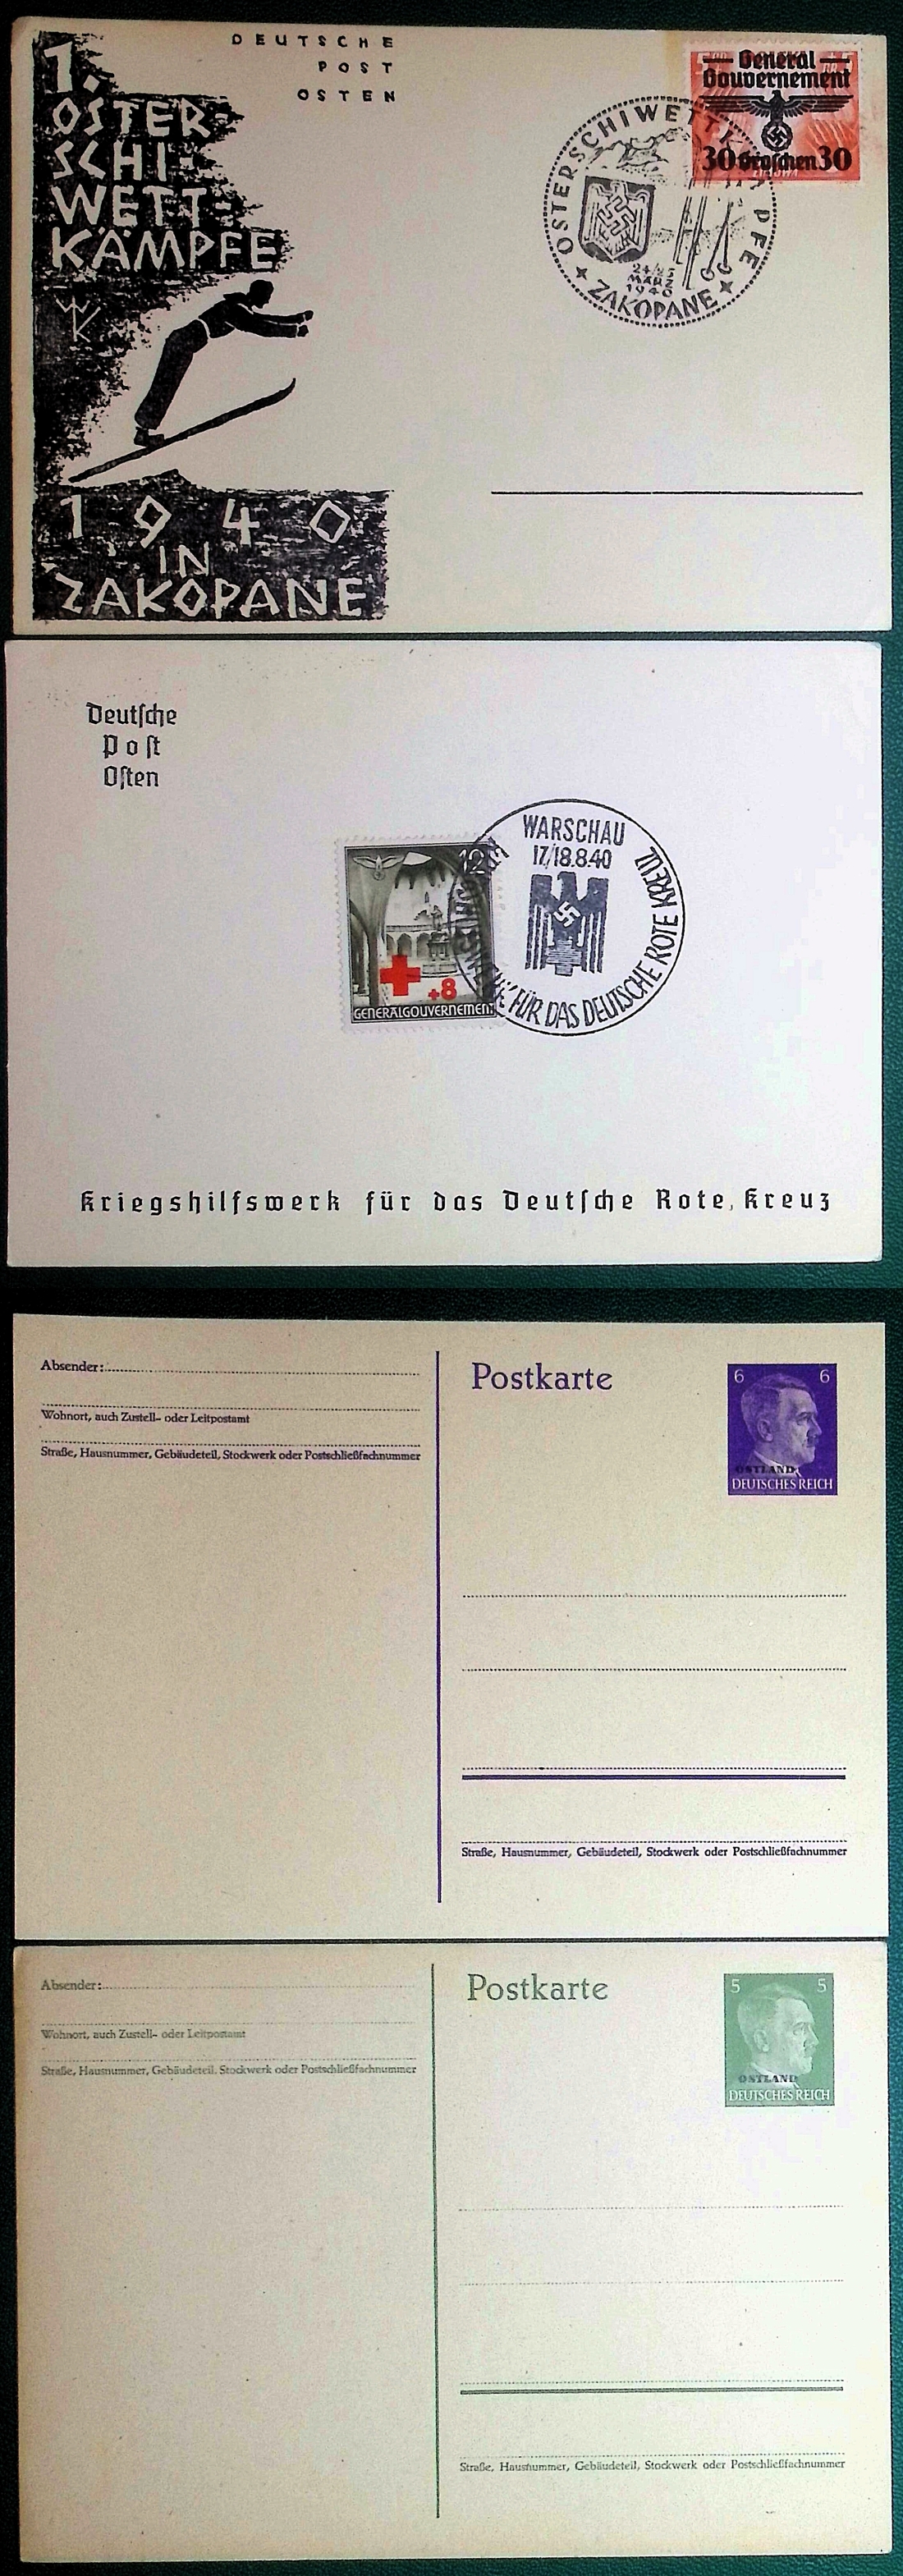 DEUTSCHE
POST
OSTEN
1.
OSTER-
SCHI-
WETT-
KÄMPFE
WK
1940
IN
ZAKOPANE
General
Gouvernement
30 Groschen 30
24/25
MÄRZ
1940
ZAKOPANE
Deutſche
Poſt
Oſten
12
+8
GENERALGOUVERNEMENT
WARSCHAU
17/18.8.40
FÜR DAS DEUTSCHE ROTE KREUZ
Kriegshilfswerk für das Deutſche Rote Kreuz
Absender:
Wohnort, auch Zustell- oder Leitpostamt
Straße, Hausnummer, Gebäudeteil, Stockwerk oder Postschließfachnummer
Postkarte
6 6
OSTLAND
DEUTSCHES REICH
Straße, Hausnummer, Gebäudeteil, Stockwerk oder Postschließfachnummer
Absender:
Wohnort, auch Zustell- oder Leitpostamt
Straße, Hausnummer, Gebäudeteil, Stockwerk oder Postschließfachnummer
Postkarte
5 5
OSTLAND
DEUTSCHES REICH
Straße, Hausnummer, Gebäudeteil, Stockwerk oder Postschließfachnummer